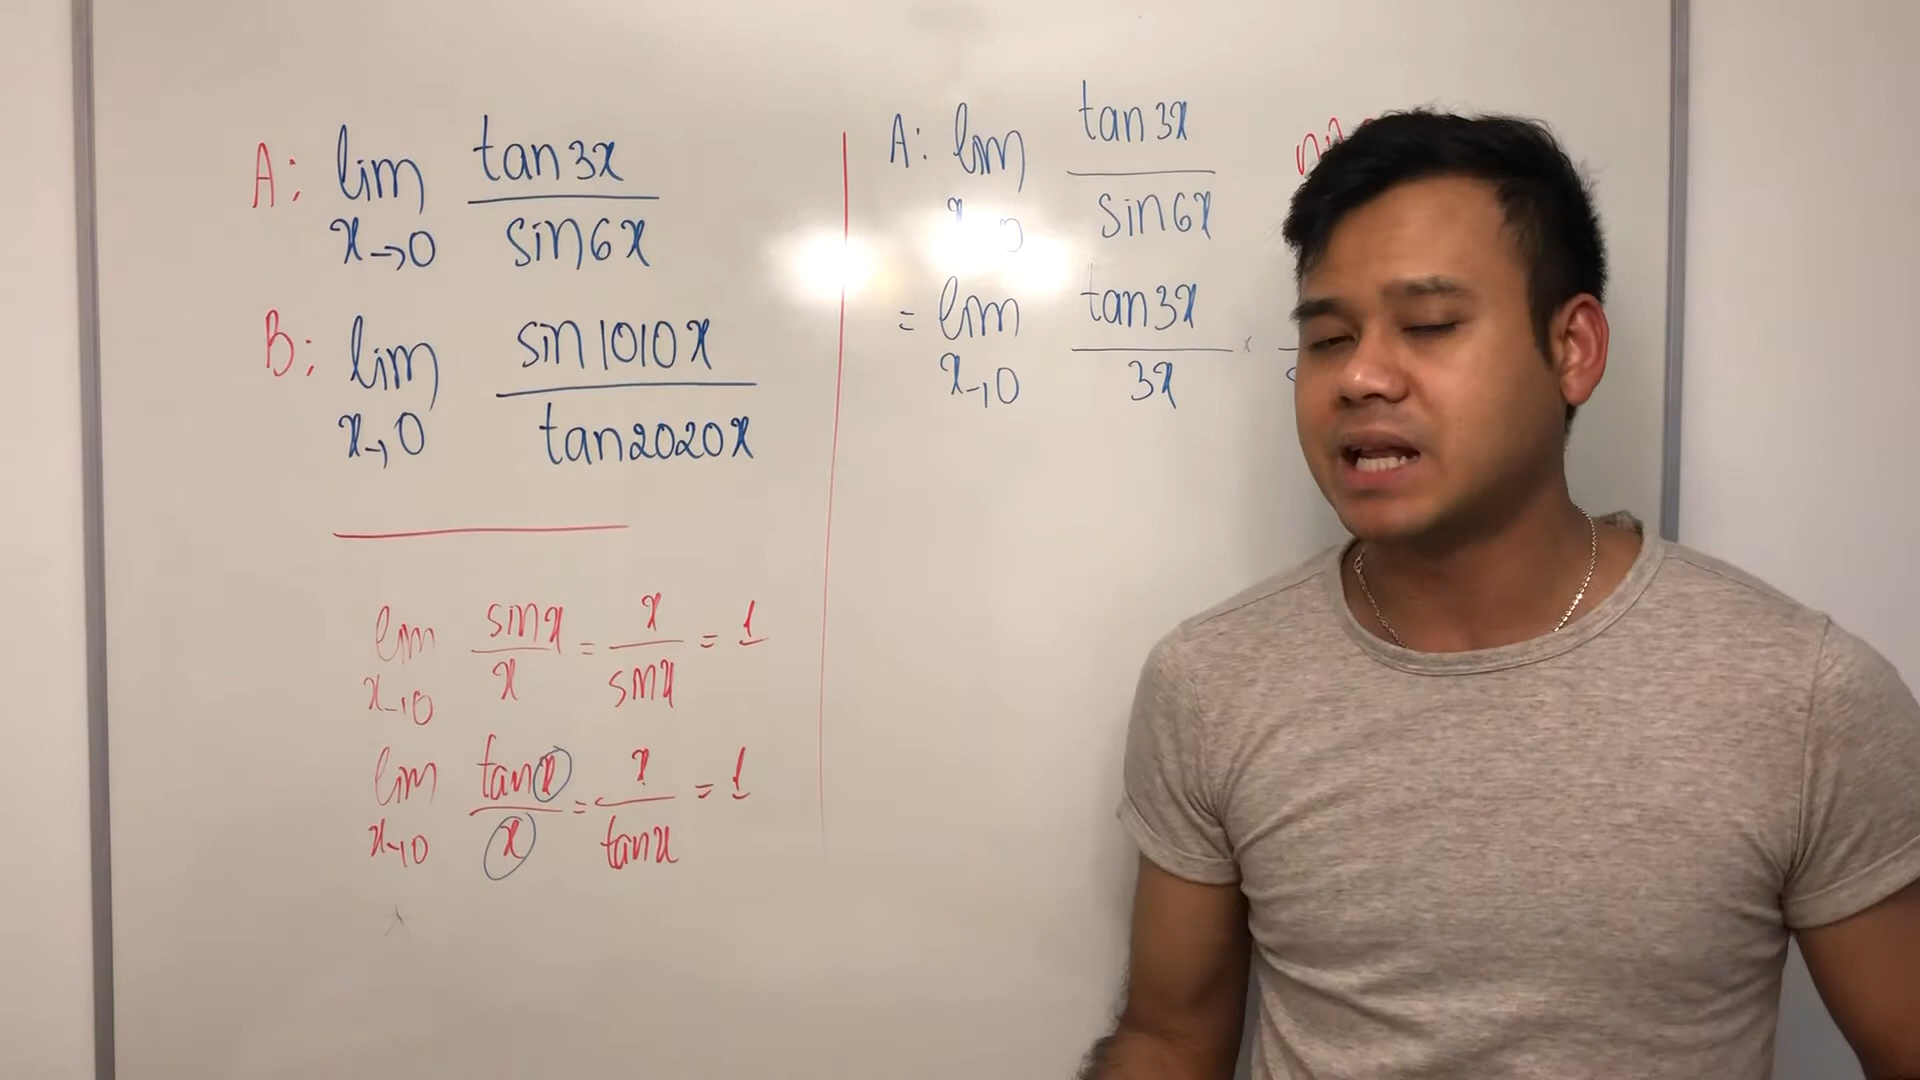 A: lim tan3x / sin6x
x→0
B: lim sin1010x / tan2020x
x→0
lim sinx / x = x / sinx = 1
x→0
lim tanx / x = x / tanx = 1
x→0
A: lim tan3x / sin6x
x→0
= lim tan3x / 3x ×
x→0